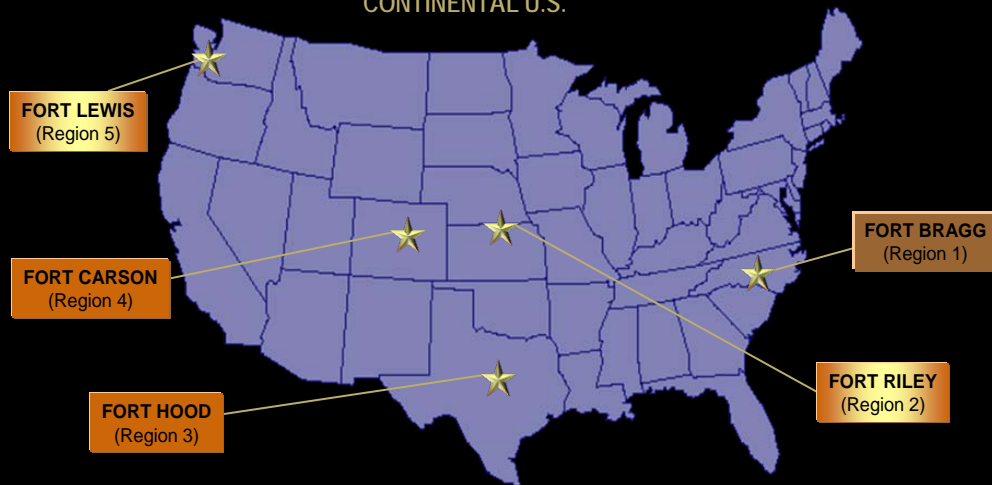 CONTINENTAL U.S.
FORT LEWIS
(Region 5)
FORT BRAGG
(Region 1)
FORT CARSON
(Region 4)
FORT RILEY
(Region 2)
FORT HOOD
(Region 3)